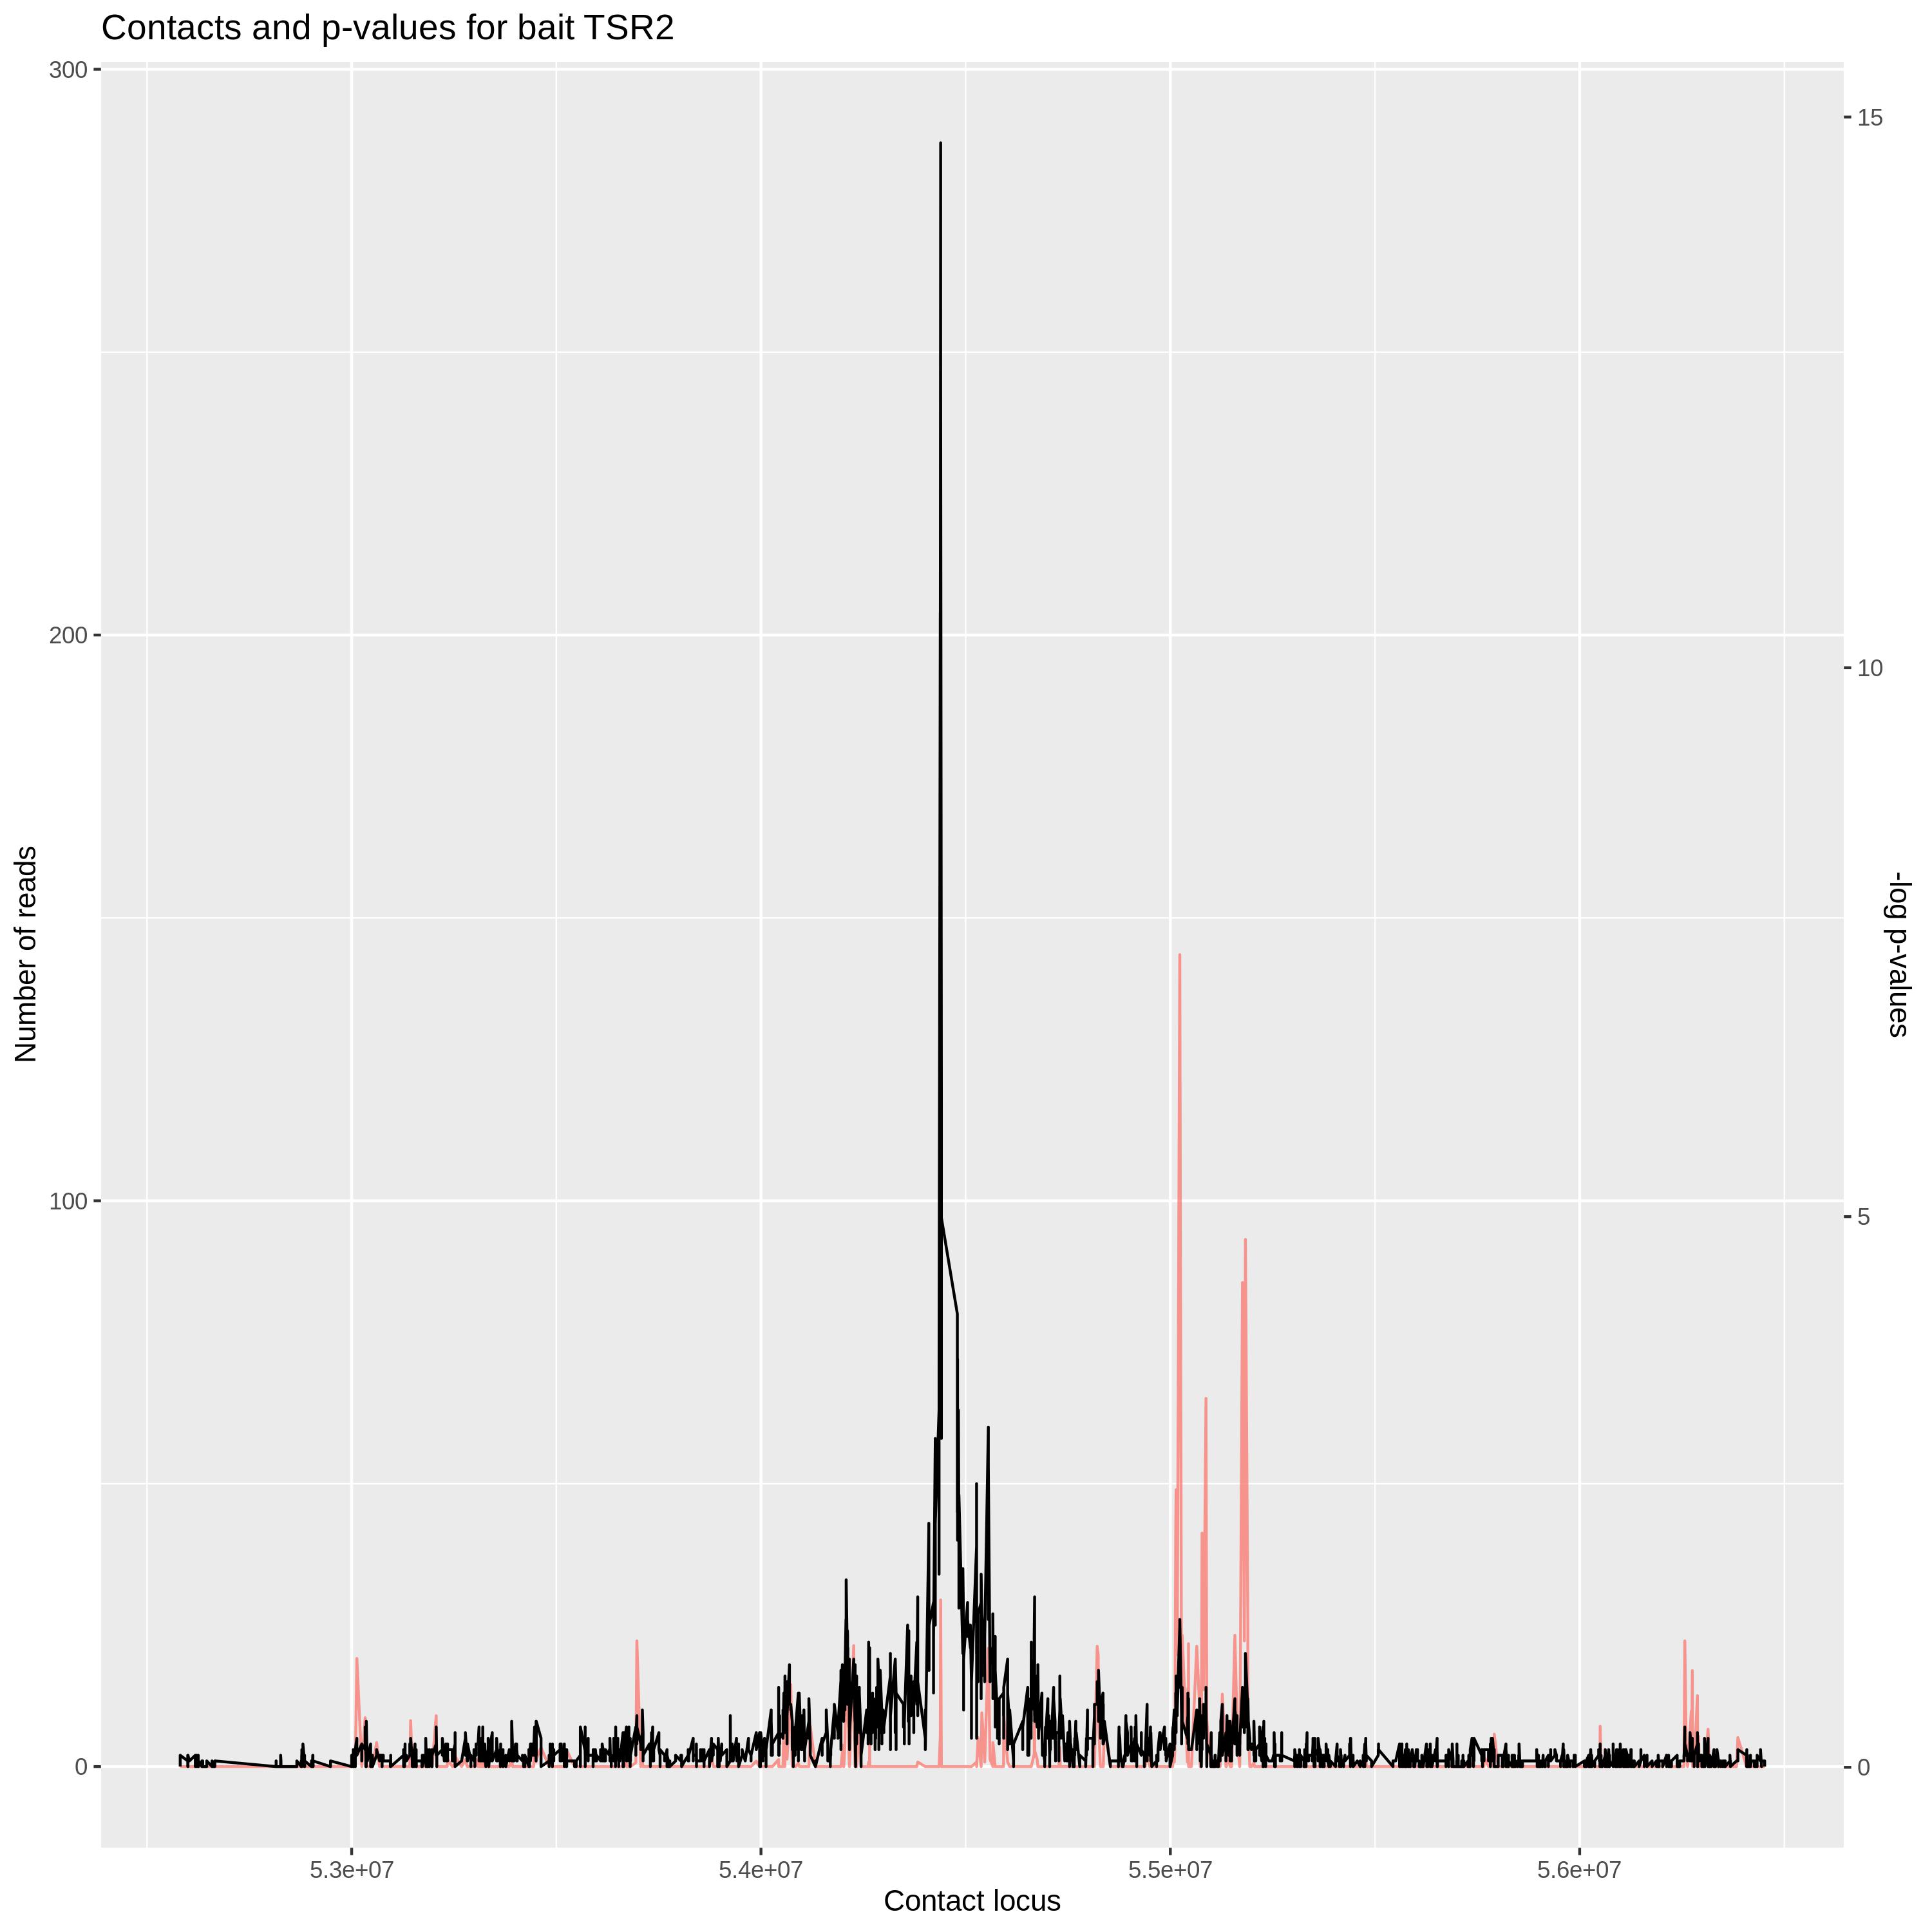 Contacts and p-values for bait TSR2
300
200
100
0
15
10
5
0
Number of reads
-log p-values
5.3e+07
5.4e+07
5.5e+07
5.6e+07
Contact locus